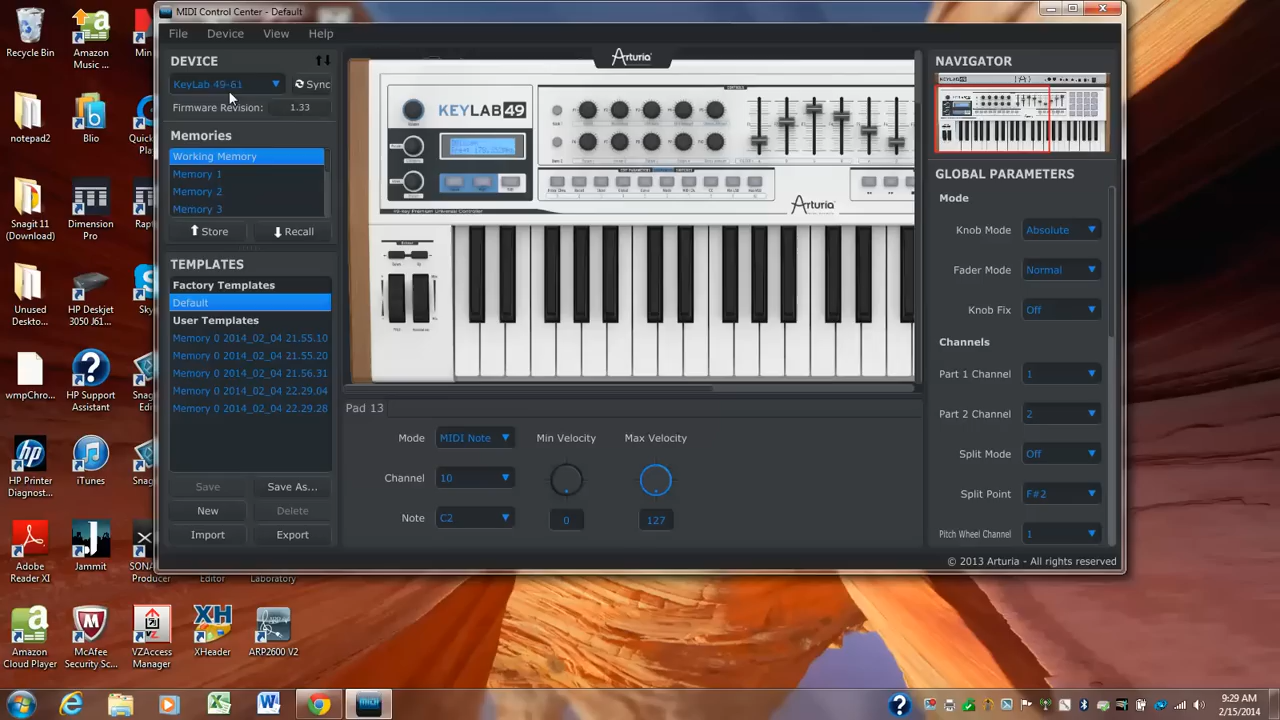 MIDI Control Center - Default
File Device View Help
DEVICE
KeyLab 49-61
Sync
Firmware Revision: 1.33
Memories
Working Memory
Memory 1
Memory 2
Memory 3
Store Recall
TEMPLATES
Factory Templates
Default
User Templates
Memory 0 2014_02_04 21.55.10
Memory 0 2014_02_04 21.55.20
Memory 0 2014_02_04 21.56.31
Memory 0 2014_02_04 22.29.04
Memory 0 2014_02_04 22.29.28
Save Save As...
New Delete
Import Export
Arturia
KEYLAB 49
Arturia
Pad 13
Mode MIDI Note Min Velocity Max Velocity
Channel 10
Note C2 0 127
NAVIGATOR
GLOBAL PARAMETERS
Mode
Knob Mode Absolute
Fader Mode Normal
Knob Fix Off
Channels
Part 1 Channel 1
Part 2 Channel 2
Split Mode Off
Split Point F#2
Pitch Wheel Channel 1
© 2013 Arturia - All rights reserved
Recycle Bin
Amazon
Music ...
notepad2
Blio
Snagit 11
(Download)
Dimension
Pro
Unused
Deskto...
HP Deskjet
3050 J61...
wmpChro...
HP Support
Assistant
HP Printer
Diagnost...
iTunes
Adobe
Reader XI
Jammit
Producer
Editor
Laboratory
Amazon
Cloud Player
McAfee
Security Sc...
VZAccess
Manager
XHeader
ARP2600 V2
9:29 AM
2/15/2014